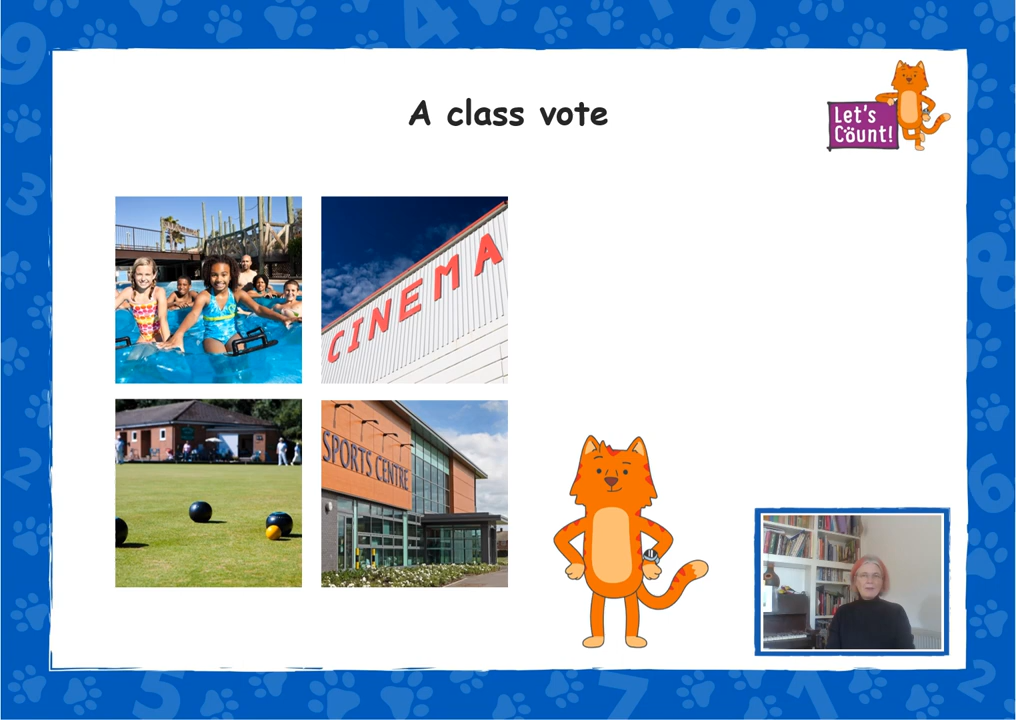 A class vote
Let's
Count!
CINEMA
SPORTS CENTRE